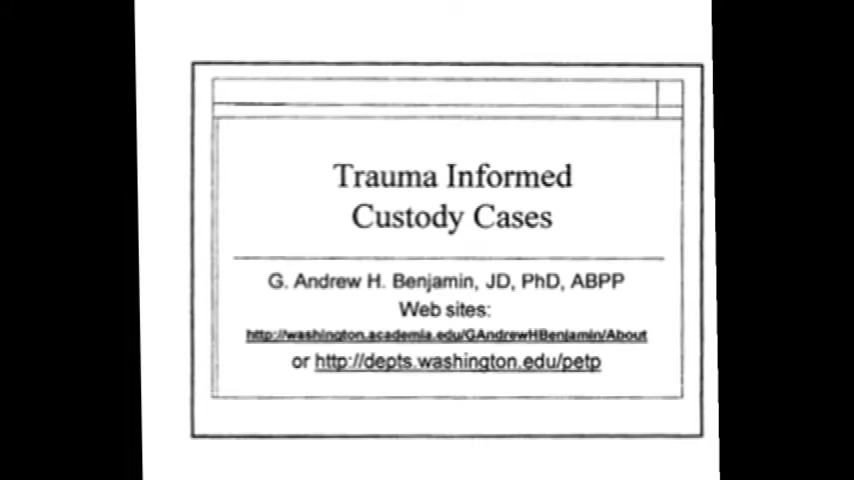 Trauma Informed
Custody Cases
G. Andrew H. Benjamin, JD, PhD, ABPP
Web sites:
http://washington.academia.edu/GAndrewHBenjamin/About
or http://depts.washington.edu/petp